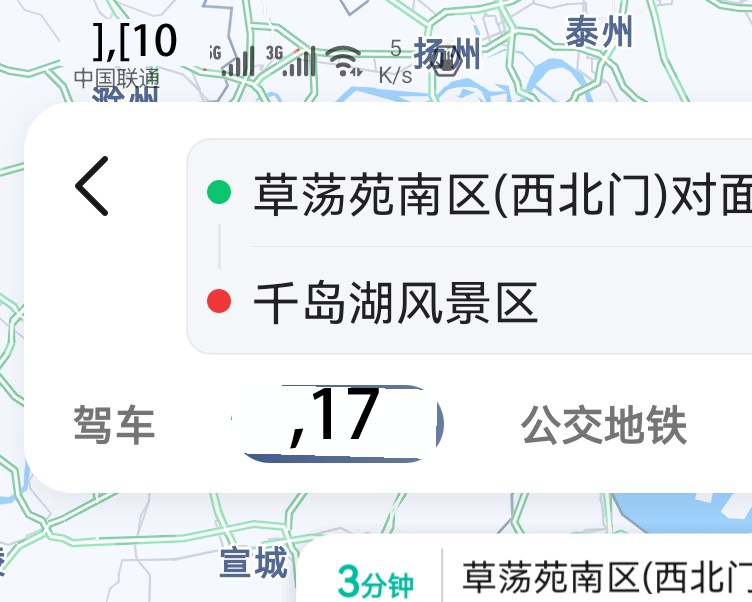 ],[10
5G 3G 5 K/s
中国联通
滁州 扬州 泰州
草荡苑南区(西北门)对面
千岛湖风景区
驾车 ,17 公交地铁
宣城
3分钟 草荡苑南区(西北门